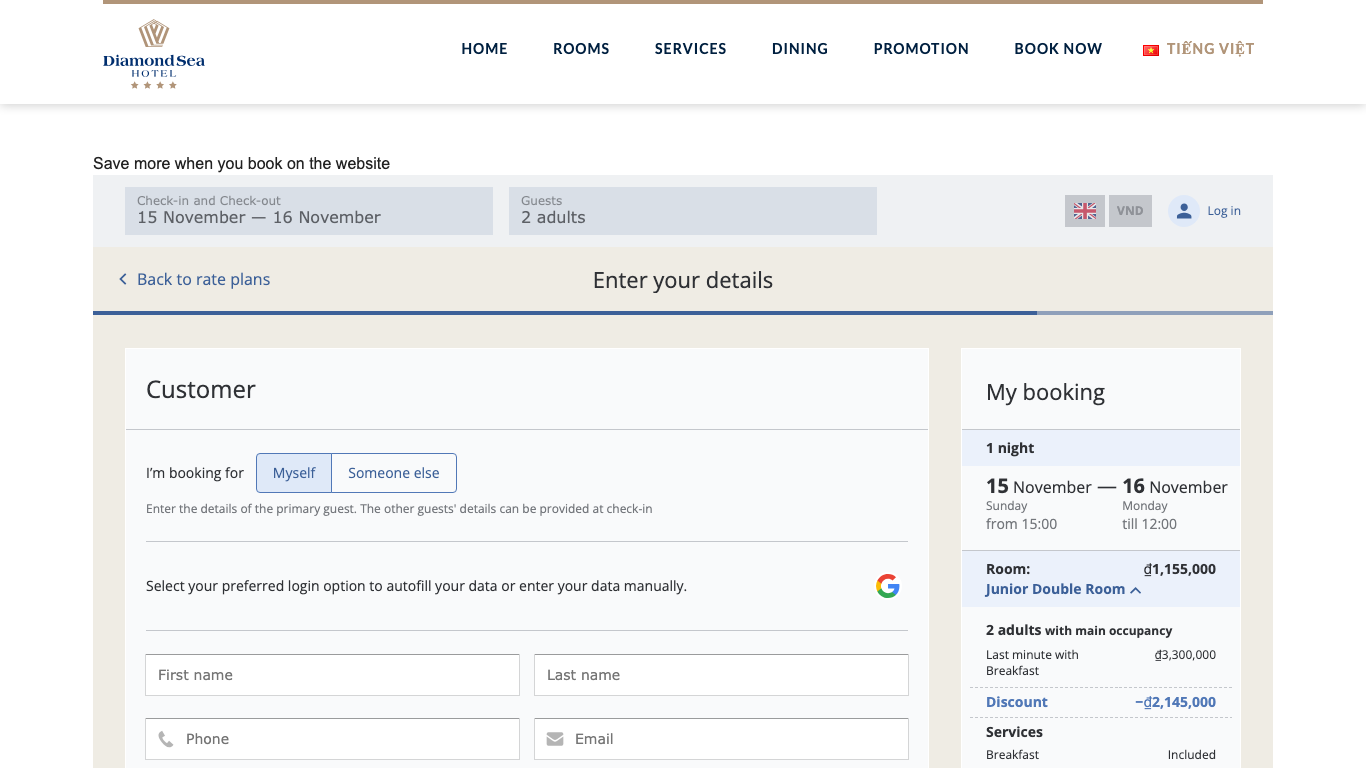 Diamond Sea
HOTEL
HOME
ROOMS
SERVICES
DINING
PROMOTION
BOOK NOW
TIẾNG VIỆT
Save more when you book on the website
Check-in and Check-out
15 November — 16 November
Guests
2 adults
VND
Log in
Back to rate plans
Enter your details
Customer
I'm booking for
Myself
Someone else
Enter the details of the primary guest. The other guests' details can be provided at check-in
Select your preferred login option to autofill your data or enter your data manually.
First name
Last name
Phone
Email
My booking
1 night
15 November — 16 November
Sunday Monday
from 15:00 till 12:00
Room: ₫1,155,000
Junior Double Room
2 adults with main occupancy
Last minute with ₫3,300,000
Breakfast
Discount −₫2,145,000
Services
Breakfast Included